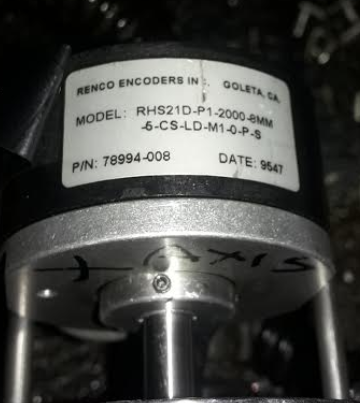 RENCO ENCODERS IN : . GOLETA, CA.
MODEL: RHS21D-P1-2000-8MM
-5-CS-LD-M1-0-P-S
P/N: 78994-008 DATE: 9547
X AXIS